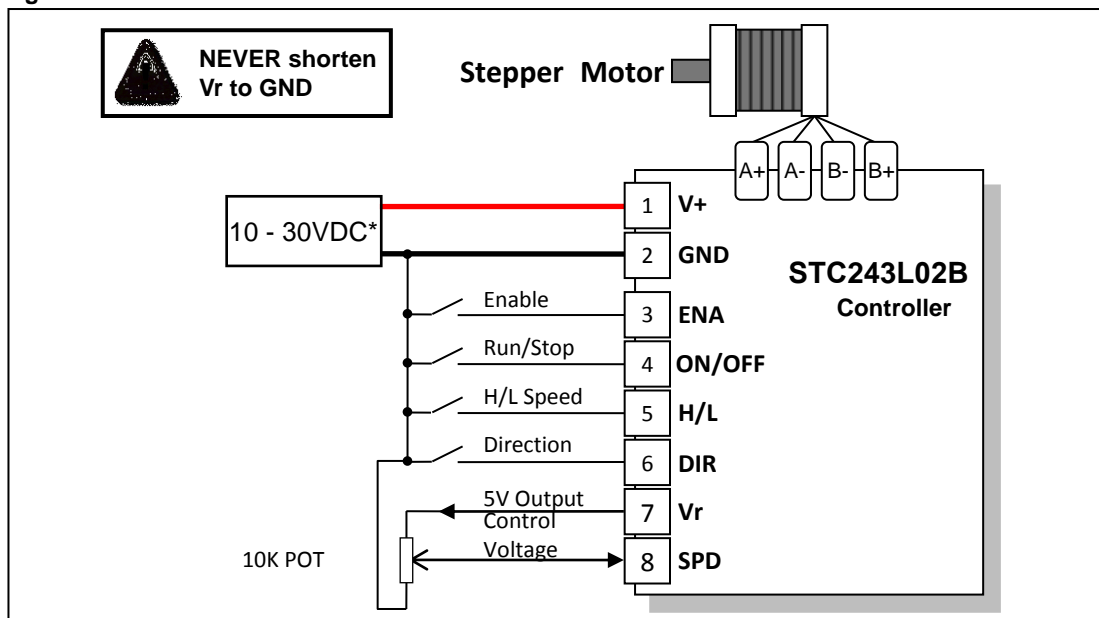 NEVER shorten
Vr to GND
Stepper Motor
A+ A- B- B+
10 - 30VDC*
1 V+
2 GND
STC243L02B
Controller
Enable
3 ENA
Run/Stop
4 ON/OFF
H/L Speed
5 H/L
Direction
6 DIR
5V Output
7 Vr
Control
Voltage
8 SPD
10K POT